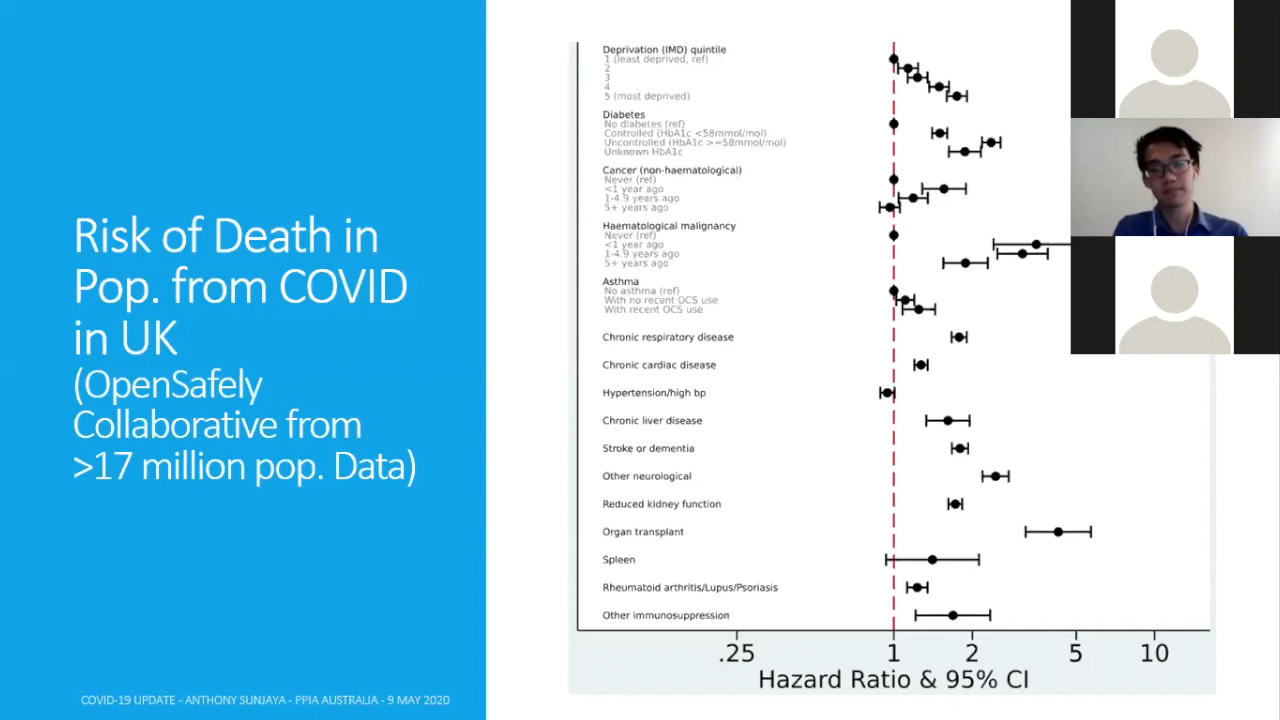 Risk of Death in
Pop. from COVID
in UK
(OpenSafely
Collaborative from
>17 million pop. Data)
COVID-19 UPDATE - ANTHONY SUNJAYA - PPIA AUSTRALIA - 9 MAY 2020
Deprivation (IMD) quintile
1 (least deprived, ref)
2
3
4
5 (most deprived)
Diabetes
No diabetes (ref)
Controlled (HbA1c <58mmol/mol)
Uncontrolled (HbA1c >=58mmol/mol)
Unknown HbA1c
Cancer (non-haematological)
Never (ref)
<1 year ago
1-4.9 years ago
5+ years ago
Haematological malignancy
Never (ref)
<1 year ago
1-4.9 years ago
5+ years ago
Asthma
No asthma (ref)
With no recent OCS use
With recent OCS use
Chronic respiratory disease
Chronic cardiac disease
Hypertension/high bp
Chronic liver disease
Stroke or dementia
Other neurological
Reduced kidney function
Organ transplant
Spleen
Rheumatoid arthritis/Lupus/Psoriasis
Other immunosuppression
.25 1 2 5 10
Hazard Ratio & 95% CI